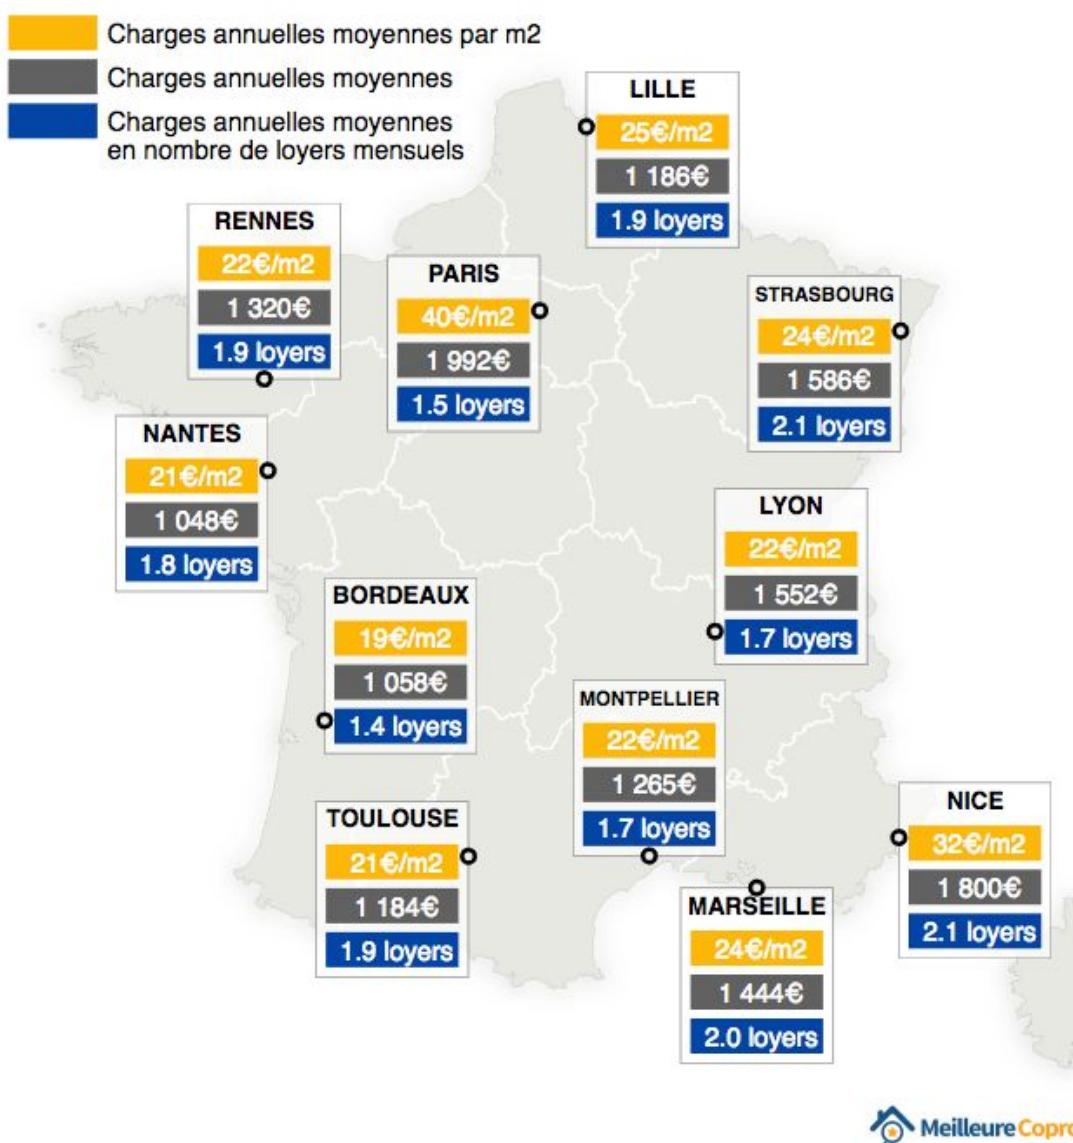 Charges annuelles moyennes par m2
Charges annuelles moyennes
Charges annuelles moyennes
en nombre de loyers mensuels
LILLE
25€/m2
1 186€
1.9 loyers
RENNES
22€/m2
1 320€
1.9 loyers
PARIS
40€/m2
1 992€
1.5 loyers
STRASBOURG
24€/m2
1 586€
2.1 loyers
NANTES
21€/m2
1 048€
1.8 loyers
LYON
22€/m2
1 552€
1.7 loyers
BORDEAUX
19€/m2
1 058€
1.4 loyers
MONTPELLIER
22€/m2
1 265€
1.7 loyers
TOULOUSE
21€/m2
1 184€
1.9 loyers
NICE
32€/m2
1 800€
2.1 loyers
MARSEILLE
24€/m2
1 444€
2.0 loyers
MeilleureCopro